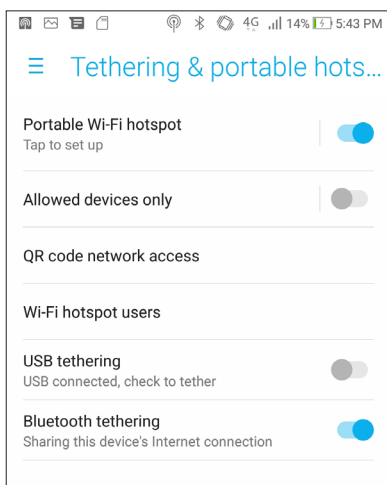 4G 14% 5:43 PM
Tethering & portable hots...
Portable Wi-Fi hotspot
Tap to set up
Allowed devices only
QR code network access
Wi-Fi hotspot users
USB tethering
USB connected, check to tether
Bluetooth tethering
Sharing this device's Internet connection